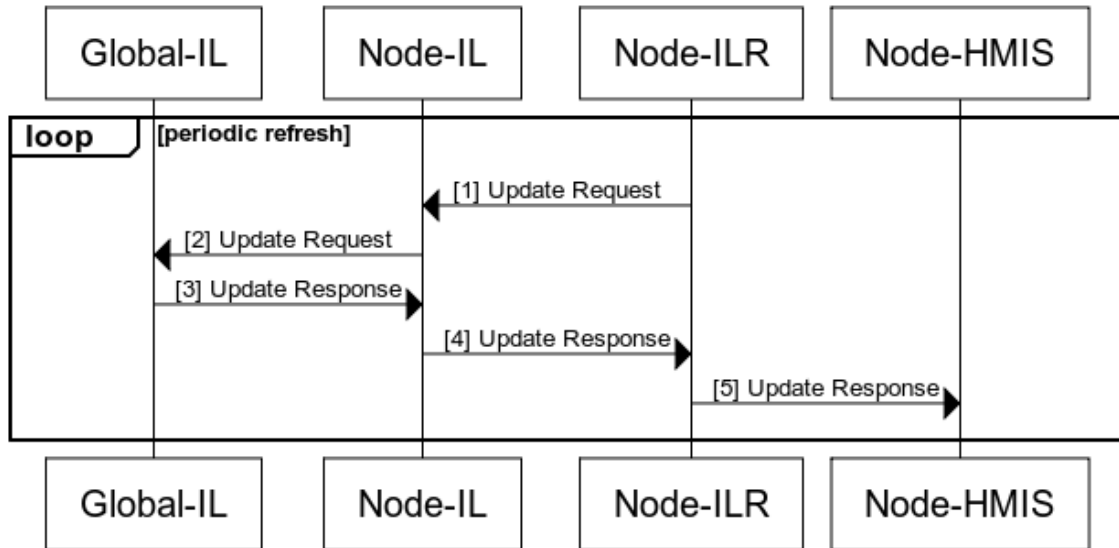 Global-IL
Node-IL
Node-ILR
Node-HMIS
loop
[periodic refresh]
[1] Update Request
[2] Update Request
[3] Update Response
[4] Update Response
[5] Update Response
Global-IL
Node-IL
Node-ILR
Node-HMIS